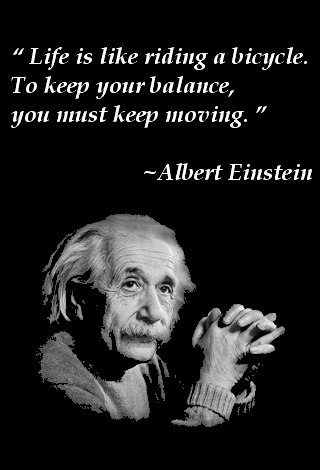 “ Life is like riding a bicycle.
To keep your balance,
you must keep moving. ”
~Albert Einstein